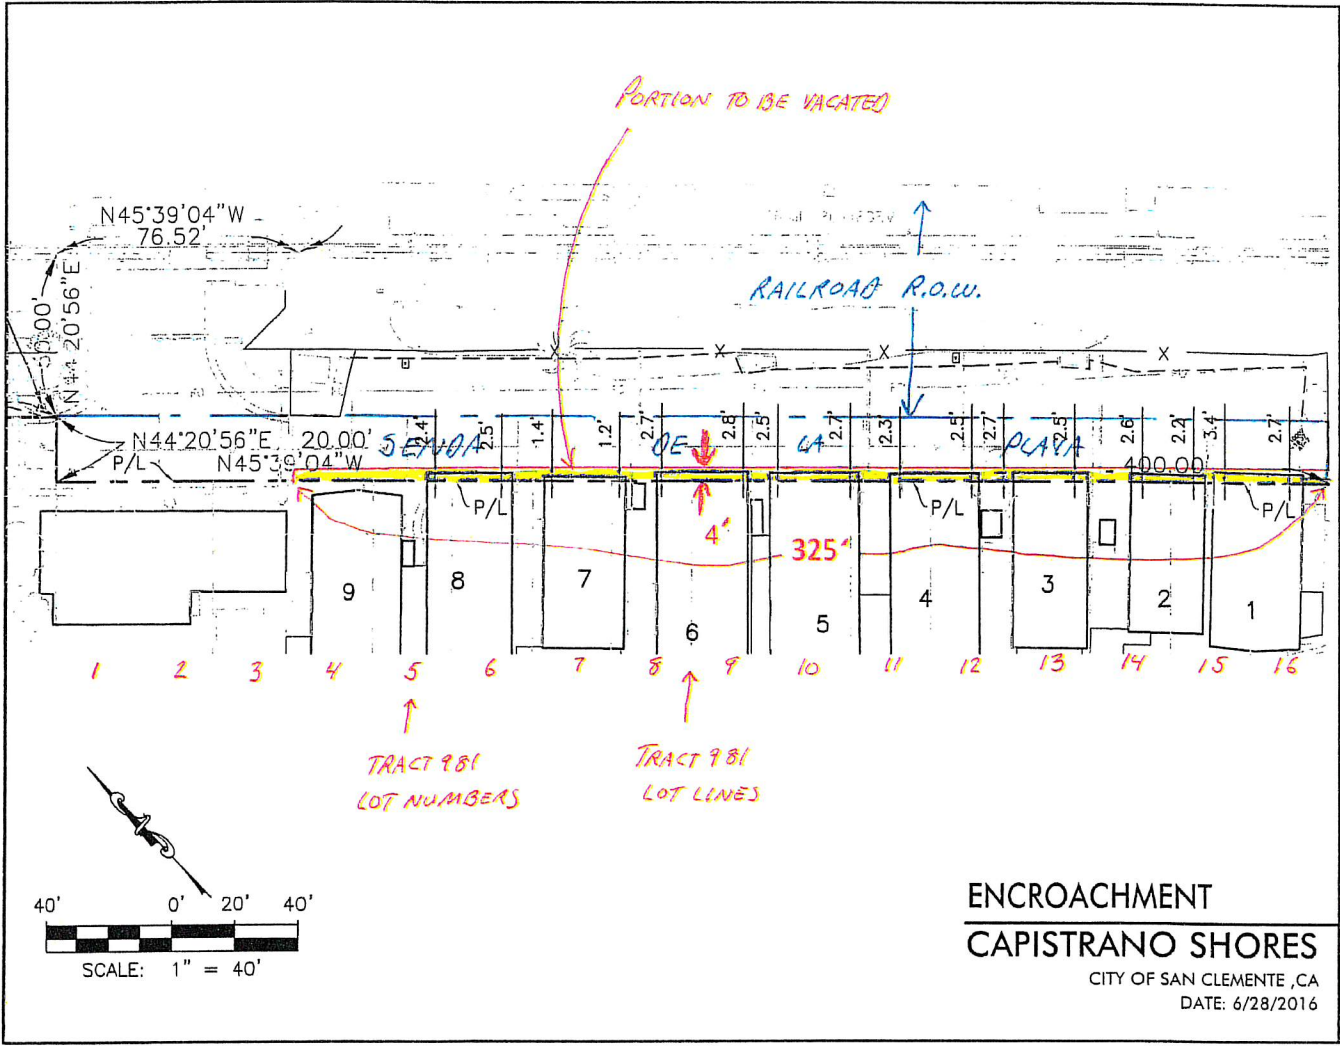 PORTION TO BE VACATED
N45°39'04"W
76.52'
RAILROAD R.O.W.
50.00'
N44°20'56"E
N44°20'56"E 20.00'
P/L N45°39'04"W
SENDA DE LA PLAYA
2.4' 2.5' 1.4' 1.2' 2.7' 2.8' 2.5' 2.7' 2.3' 2.5' 2.7' 2.5' 2.6' 2.2' 3.4' 2.7'
400.00'
P/L P/L P/L
X X X X
4'
325'
9 8 7 6 5 4 3 2 1
1 2 3 4 5 6 7 8 9 10 11 12 13 14 15 16
TRACT 981
LOT NUMBERS
TRACT 981
LOT LINES
40' 0' 20' 40'
SCALE: 1" = 40'
ENCROACHMENT
CAPISTRANO SHORES
CITY OF SAN CLEMENTE ,CA
DATE: 6/28/2016